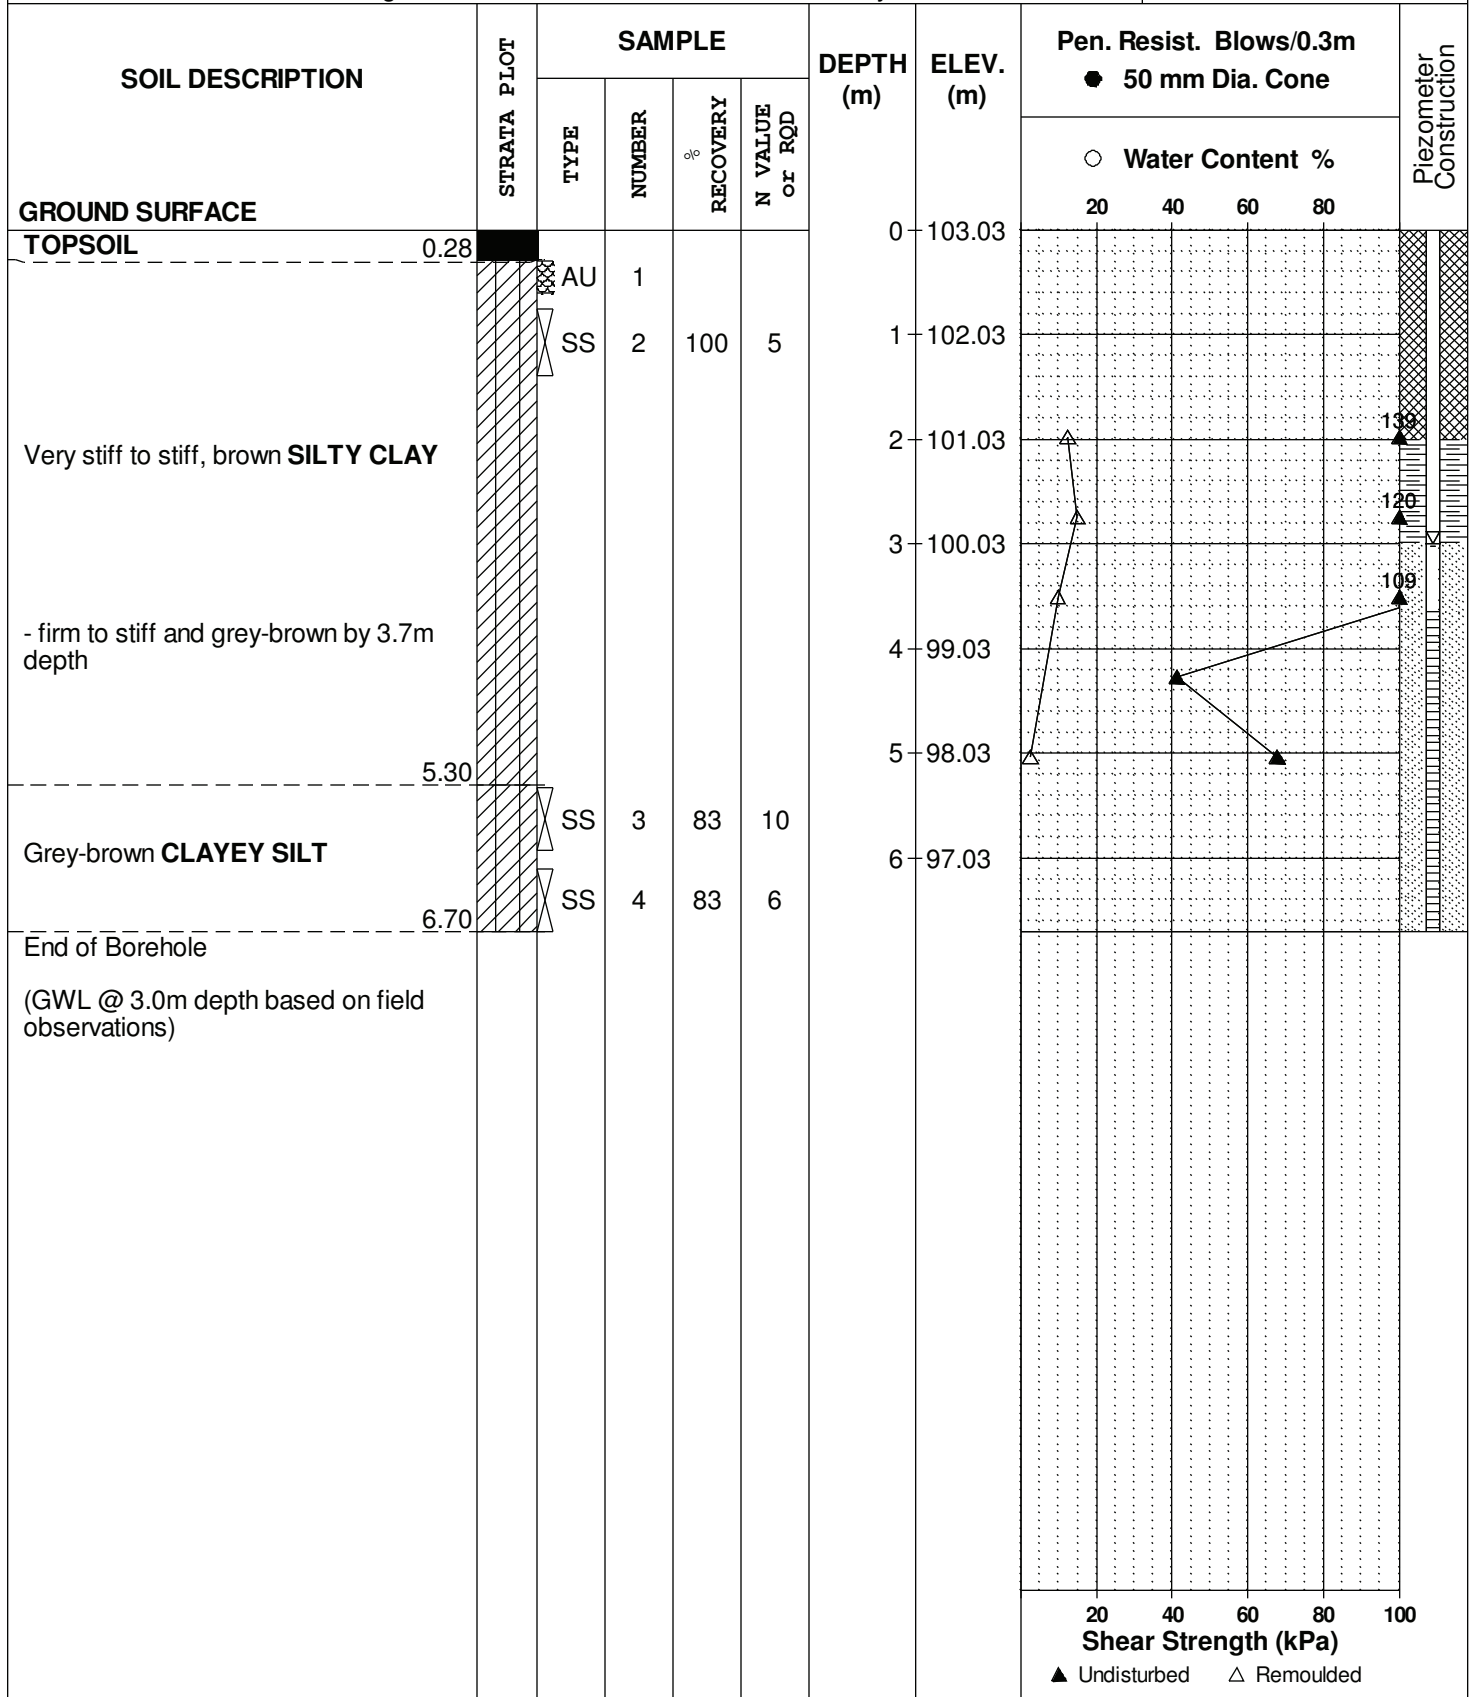 SOIL DESCRIPTION
GROUND SURFACE
STRATA PLOT
SAMPLE
TYPE
NUMBER
%
RECOVERY
N VALUE
or RQD
DEPTH
(m)
ELEV.
(m)
Pen. Resist. Blows/0.3m
● 50 mm Dia. Cone
○ Water Content %
20 40 60 80
Piezometer
Construction
TOPSOIL 0.28
0 103.03
AU 1
SS 2 100 5
1 102.03
139
Very stiff to stiff, brown SILTY CLAY
2 101.03
120
3 100.03
109
- firm to stiff and grey-brown by 3.7m
depth
4 99.03
5 98.03
5.30
SS 3 83 10
Grey-brown CLAYEY SILT
6 97.03
SS 4 83 6
6.70
End of Borehole
(GWL @ 3.0m depth based on field
observations)
20 40 60 80 100
Shear Strength (kPa)
▲ Undisturbed △ Remoulded